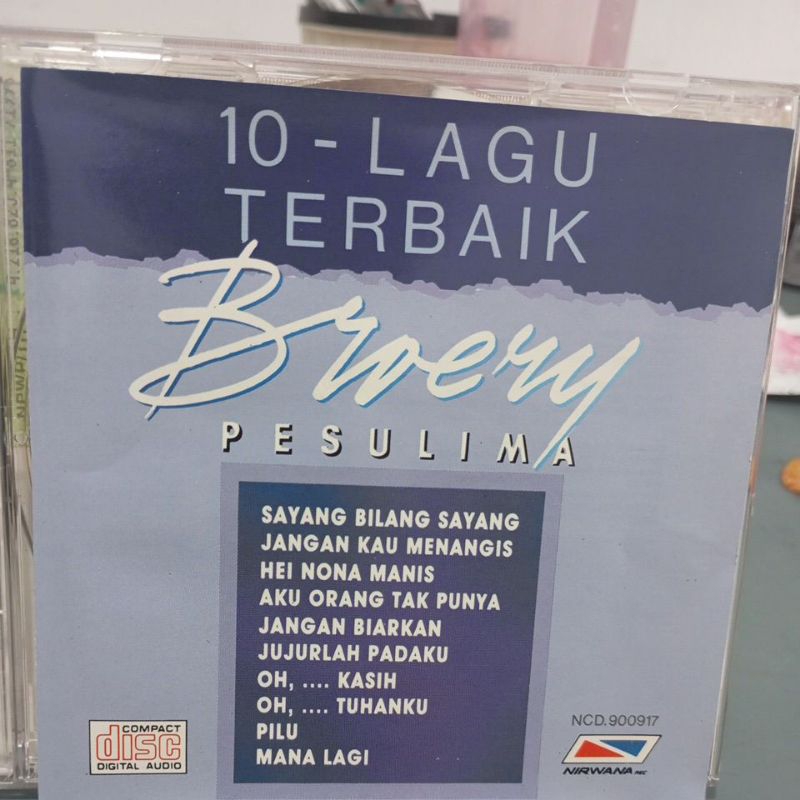 10 - LAGU
TERBAIK
Broery
PESULIMA
SAYANG BILANG SAYANG
JANGAN KAU MENANGIS
HEI NONA MANIS
AKU ORANG TAK PUNYA
JANGAN BIARKAN
JUJURLAH PADAKU
OH, .... KASIH
OH, .... TUHANKU
PILU
MANA LAGI
COMPACT
disc
DIGITAL AUDIO
NCD. 900917
NIRWANA REC